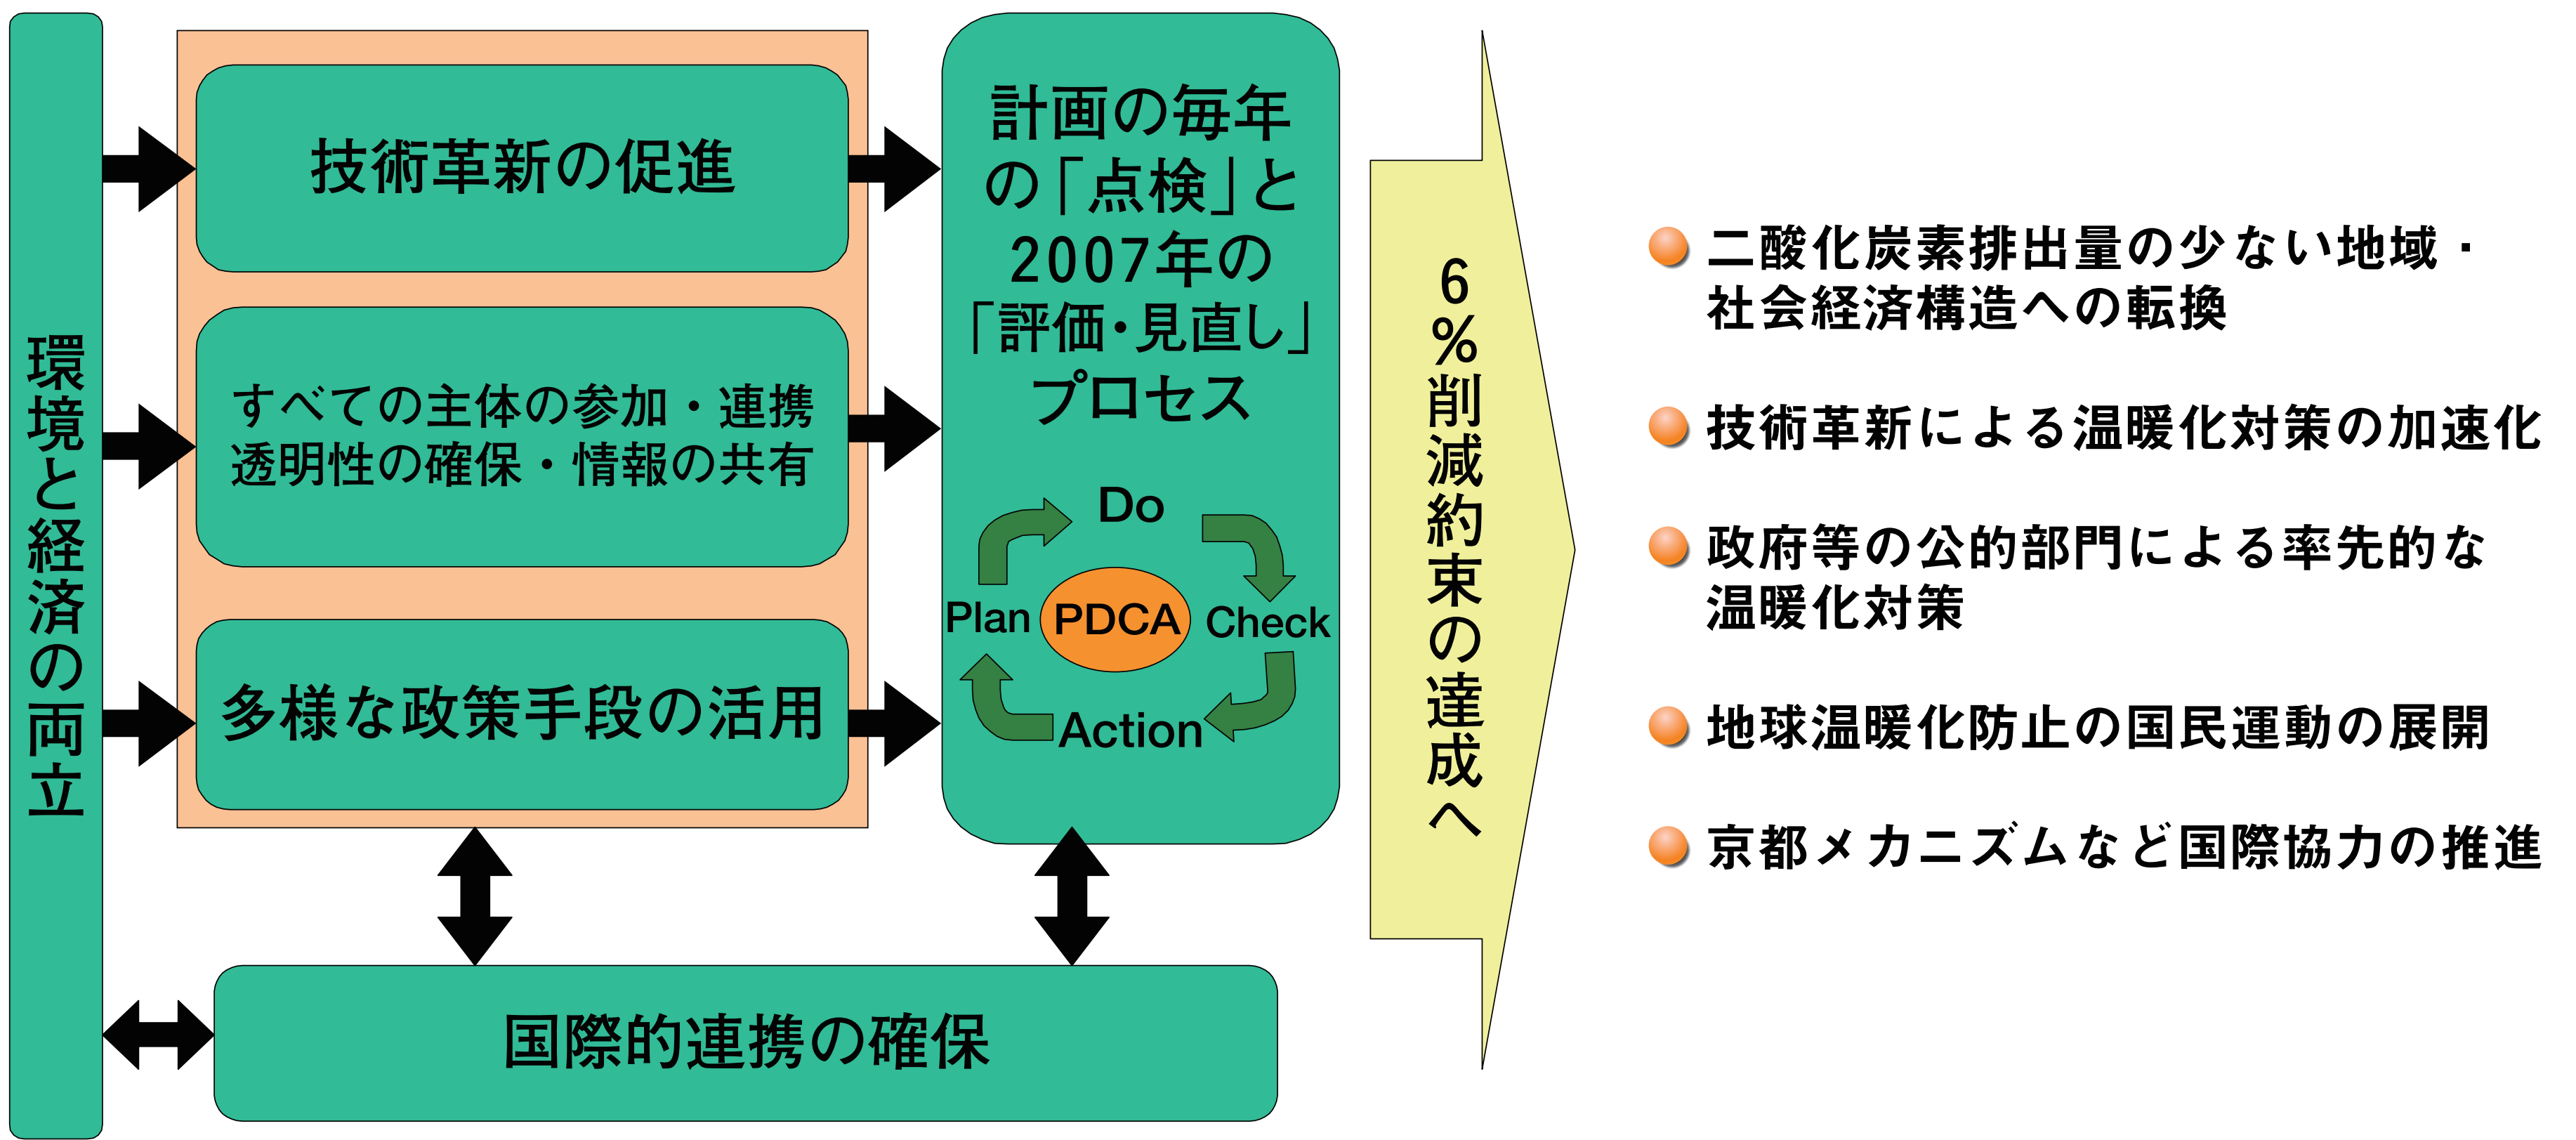 環境と経済の両立
技術革新の促進
すべての主体の参加・連携
透明性の確保・情報の共有
多様な政策手段の活用
計画の毎年
の「点検」と
2007年の
「評価・見直し」
プロセス
Do
Plan
PDCA
Check
Action
国際的連携の確保
6%削減約束の達成へ
二酸化炭素排出量の少ない地域・
社会経済構造への転換
技術革新による温暖化対策の加速化
政府等の公的部門による率先的な
温暖化対策
地球温暖化防止の国民運動の展開
京都メカニズムなど国際協力の推進